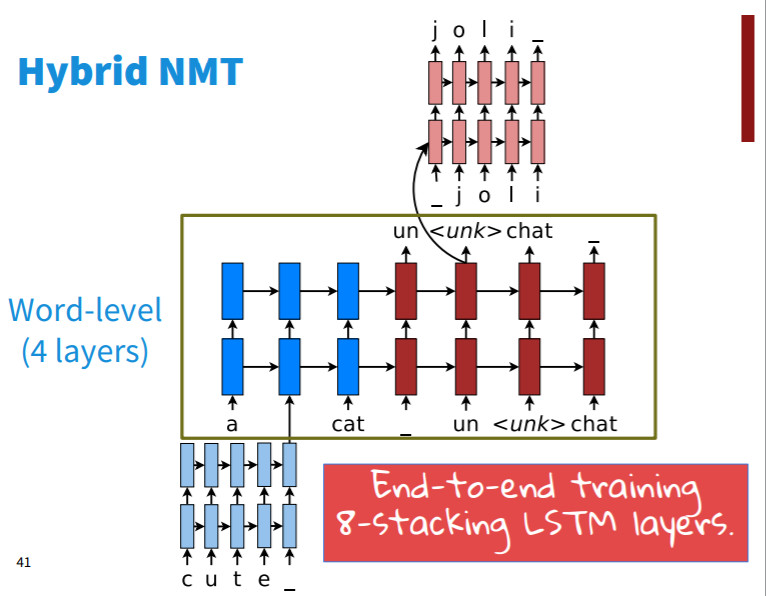 Hybrid NMT
j o l i _
_ j o l i
un <unk> chat _
Word-level
(4 layers)
a cat _ un <unk> chat
End-to-end training
8-stacking LSTM layers.
41
c u t e _